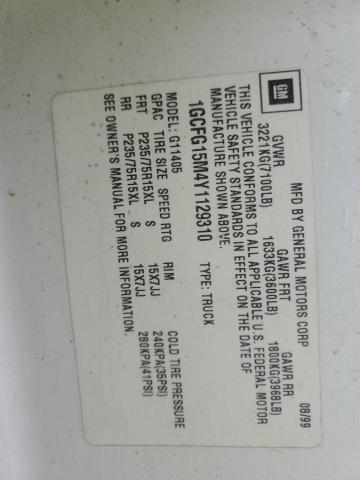 GM
MFD BY GENERAL MOTORS CORP 08/99
GVWR GAWR FRT GAWR RR
3221KG(7100LB) 1633KG(3600LB) 1800KG(3968LB)
THIS VEHICLE CONFORMS TO ALL APPLICABLE U.S. FEDERAL MOTOR
VEHICLE SAFETY STANDARDS IN EFFECT ON THE DATE OF
MANUFACTURE SHOWN ABOVE.
1GCFG15M4Y1129310 TYPE: TRUCK
MODEL: G11405
GPAC TIRE SIZE SPEED RTG RIM COLD TIRE PRESSURE
FRT P235/75R15XL S 15X7JJ 240KPA(35PSI)
RR P235/75R15XL S 15X7JJ 280KPA(41PSI)
SEE OWNER'S MANUAL FOR MORE INFORMATION.